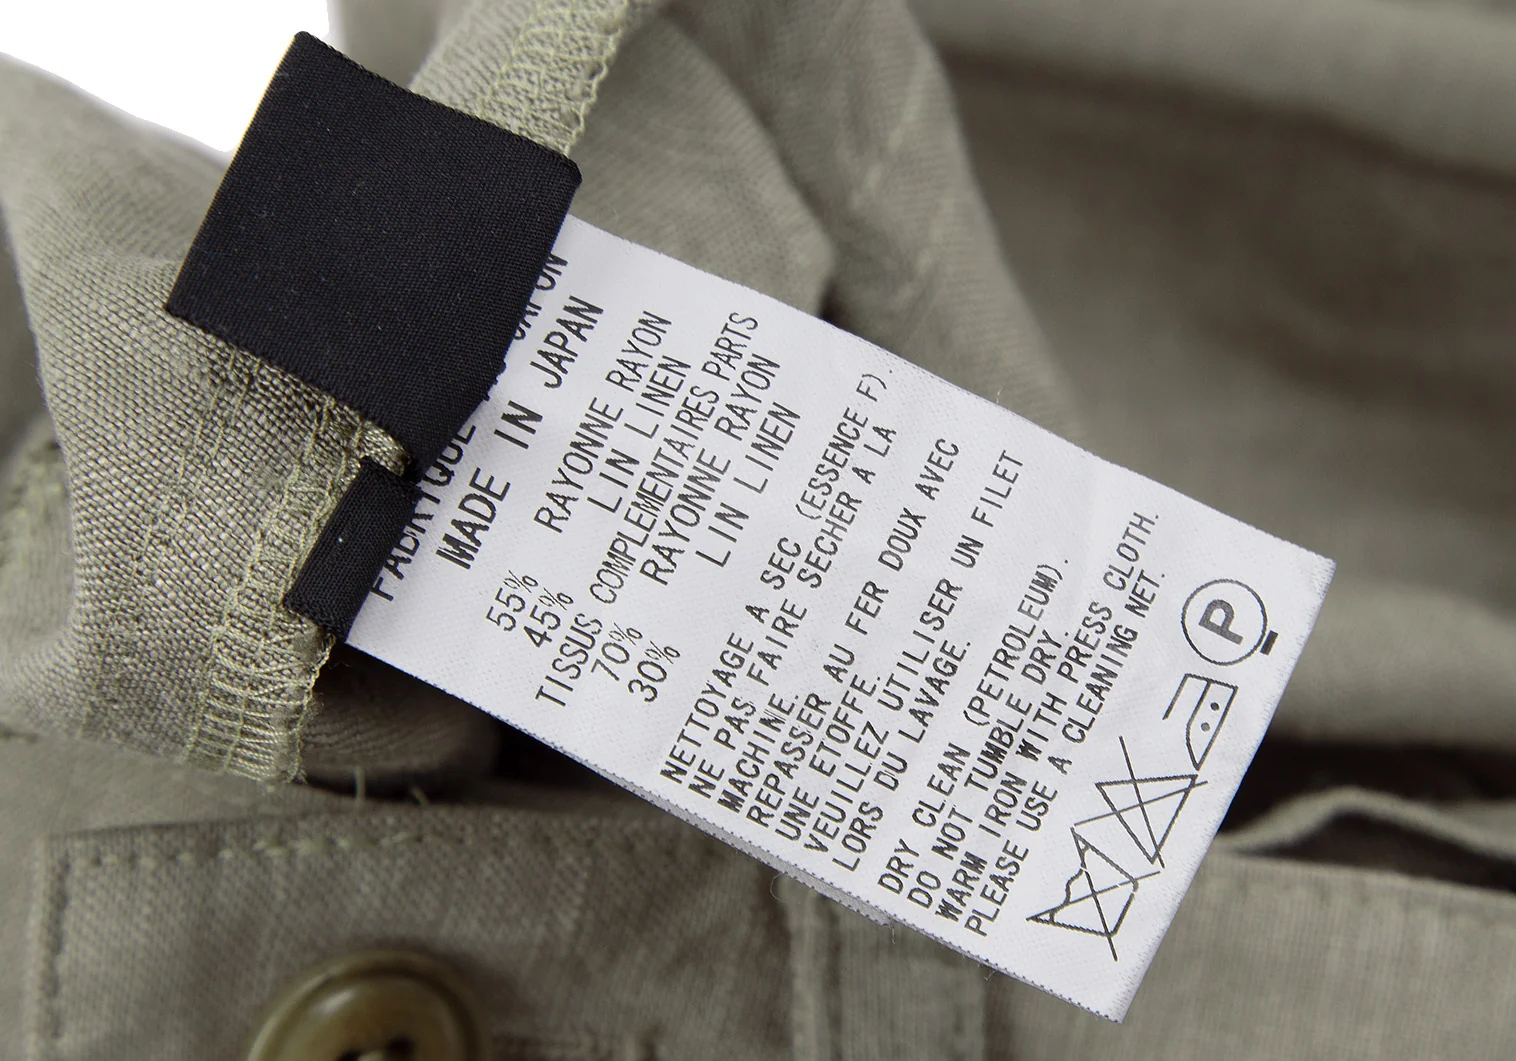 FABRIQUE AU JAPON
MADE IN JAPAN
55% RAYONNE RAYON
45% LIN LINEN
TISSUS COMPLEMENTAIRES PARTS
70% RAYONNE RAYON
30% LIN LINEN
NETTOYAGE A SEC (ESSENCE F).
NE PAS FAIRE SECHER A LA
MACHINE.
REPASSER AU FER DOUX AVEC
UNE ETOFFE.
VEUILLEZ UTILISER UN FILET
LORS DU LAVAGE.
DRY CLEAN (PETROLEUM).
DO NOT TUMBLE DRY
WARM IRON WITH PRESS CLOTH.
PLEASE USE A CLEANING NET.
P